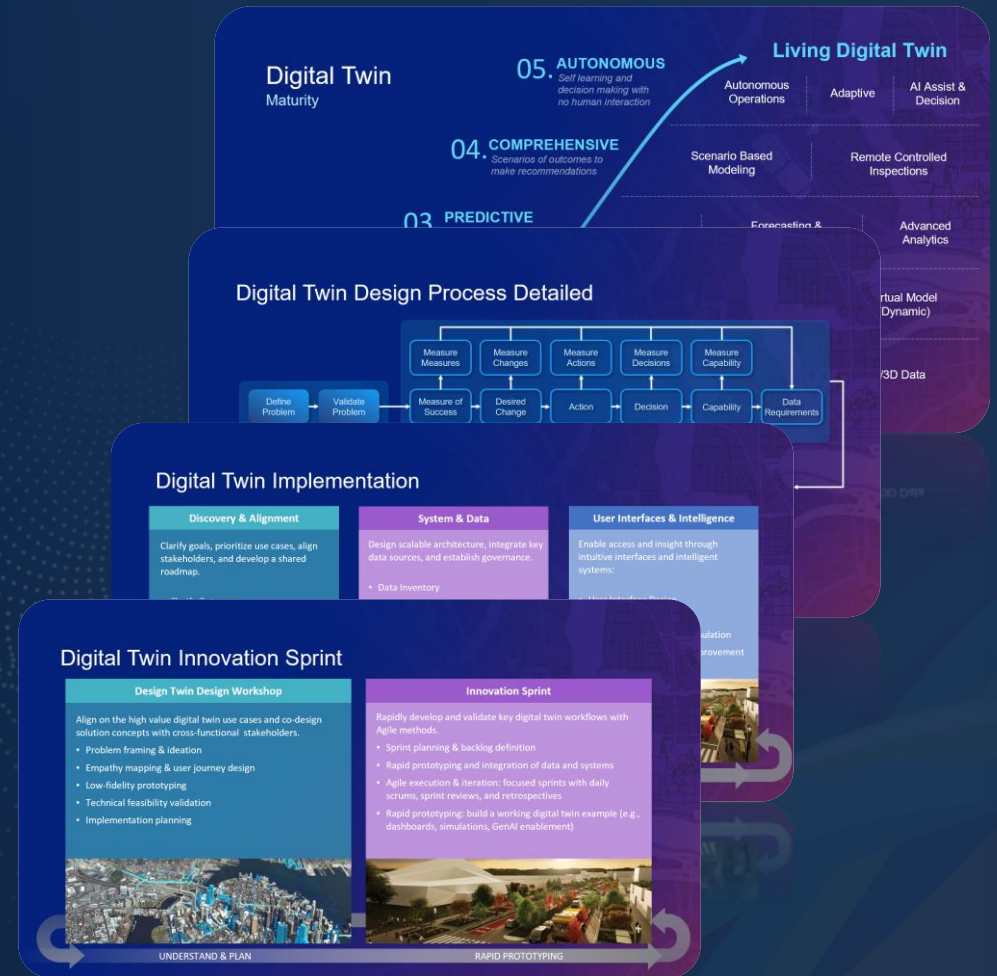 Digital Twin
Maturity
Living Digital Twin
05. AUTONOMOUS
Self learning and
decision making with
no human interaction
Autonomous
Operations
Adaptive
AI Assist &
Decision
04. COMPREHENSIVE
Scenarios of outcomes to
make recommendations
Scenario Based
Modeling
Remote Controlled
Inspections
03 PREDICTIVE
Forecasting &
Advanced
Analytics
rtual Model
Dynamic)
/3D Data
Digital Twin Design Process Detailed
Measure
Measures
Measure
Changes
Measure
Actions
Measure
Decisions
Measure
Capability
Define
Problem
Validate
Problem
Measure of
Success
Desired
Change
Action
Decision
Capability
Data
Requirements
Digital Twin Implementation
Discovery & Alignment
Clarify goals, prioritize use cases, align
stakeholders, and develop a shared
roadmap.
System & Data
Design scalable architecture, integrate key
data sources, and establish governance.
• Data Inventory
User Interfaces & Intelligence
Enable access and insight through
intuitive interfaces and intelligent
systems:
ulation
provement
Digital Twin Innovation Sprint
Design Twin Design Workshop
Align on the high value digital twin use cases and co-design
solution concepts with cross-functional stakeholders.
• Problem framing & ideation
• Empathy mapping & user journey design
• Low-fidelity prototyping
• Technical feasibility validation
• Implementation planning
Innovation Sprint
Rapidly develop and validate key digital twin workflows with
Agile methods.
• Sprint planning & backlog definition
• Rapid prototyping and integration of data and systems
• Agile execution & iteration: focused sprints with daily
scrums, sprint reviews, and retrospectives
• Rapid prototyping: build a working digital twin example (e.g.,
dashboards, simulations, GenAI enablement)
UNDERSTAND & PLAN
RAPID PROTOTYPING